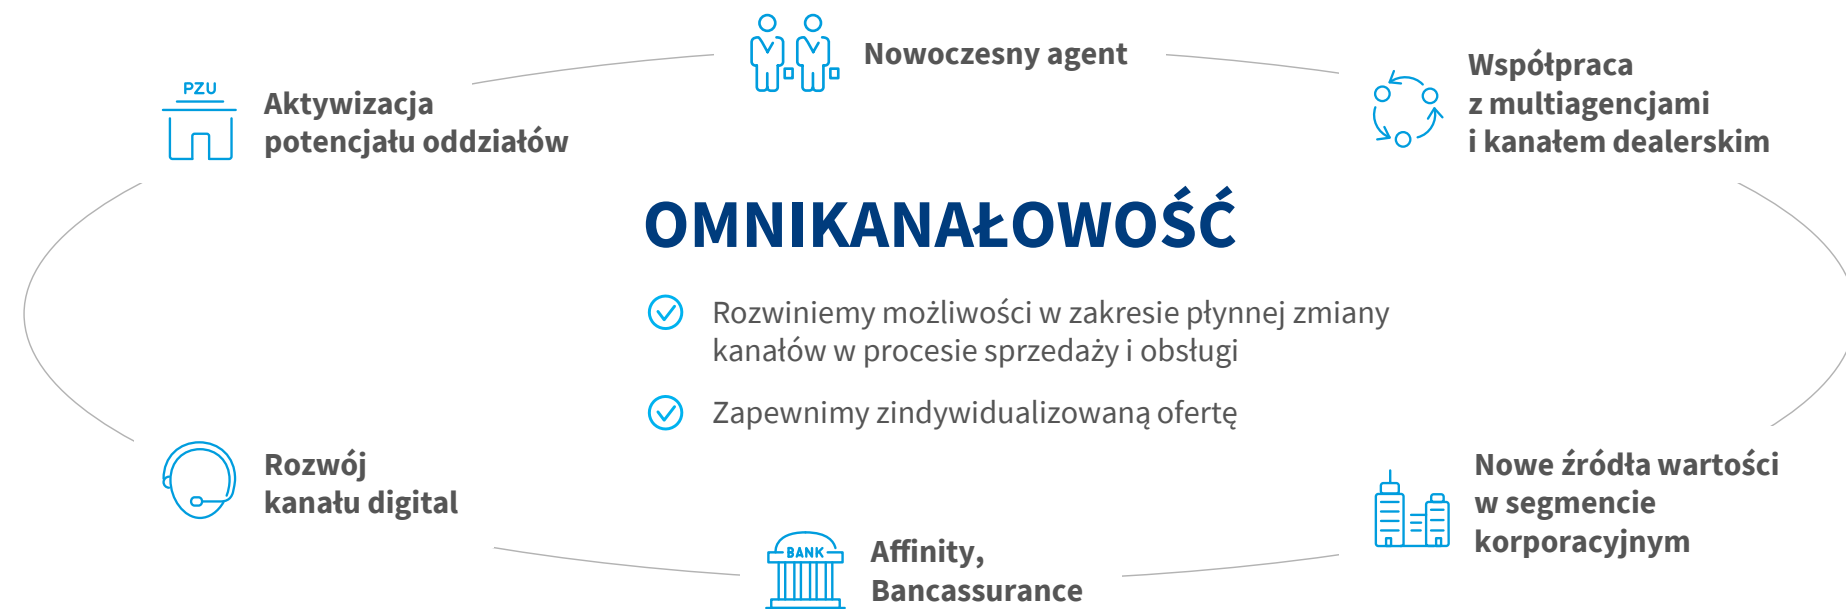 Nowoczesny agent
Współpraca
z multiagencjami
i kanałem dealerskim
PZU
Aktywizacja
potencjału oddziałów
OMNIKANAŁOWOŚĆ
Rozwiniemy możliwości w zakresie płynnej zmiany
kanałów w procesie sprzedaży i obsługi
Zapewnimy zindywidualizowaną ofertę
Rozwój
kanału digital
BANK
Affinity,
Bancassurance
Nowe źródła wartości
w segmencie
korporacyjnym